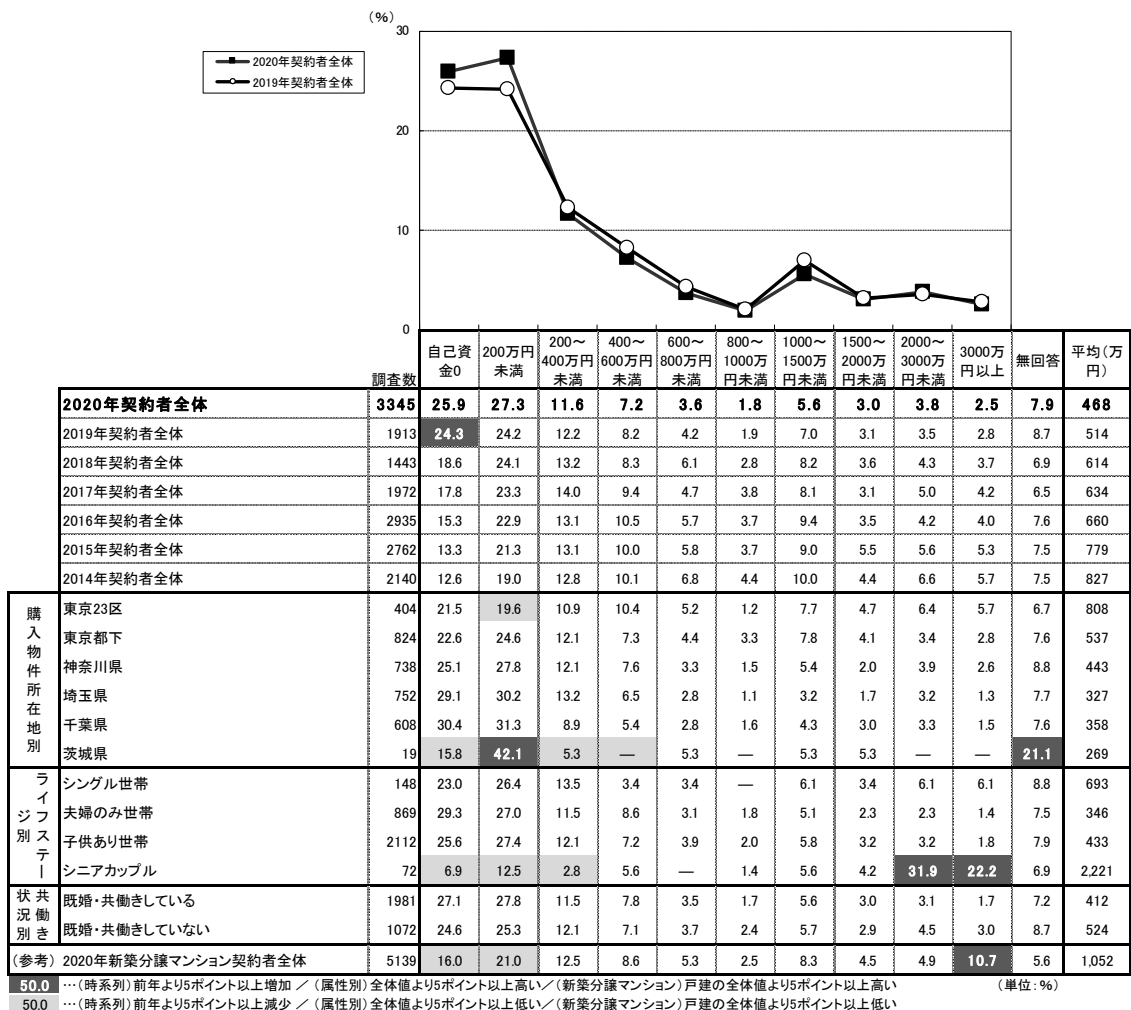 (%)
30
20
10
0
2020年契約者全体
2019年契約者全体
調査数 自己資金0 200万円未満 200～400万円未満 400～600万円未満 600～800万円未満 800～1000万円未満 1000～1500万円未満 1500～2000万円未満 2000～3000万円未満 3000万円以上 無回答 平均(万円)
2020年契約者全体 3345 25.9 27.3 11.6 7.2 3.6 1.8 5.6 3.0 3.8 2.5 7.9 468
2019年契約者全体 1913 24.3 24.2 12.2 8.2 4.2 1.9 7.0 3.1 3.5 2.8 8.7 514
2018年契約者全体 1443 18.6 24.1 13.2 8.3 6.1 2.8 8.2 3.6 4.3 3.7 6.9 614
2017年契約者全体 1972 17.8 23.3 14.0 9.4 4.7 3.8 8.1 3.1 5.0 4.2 6.5 634
2016年契約者全体 2935 15.3 22.9 13.1 10.5 5.7 3.7 9.4 3.5 4.2 4.0 7.6 660
2015年契約者全体 2762 13.3 21.3 13.1 10.0 5.8 3.7 9.0 5.5 5.6 5.3 7.5 779
2014年契約者全体 2140 12.6 19.0 12.8 10.1 6.8 4.4 10.0 4.4 6.6 5.7 7.5 827
購入物件所在地別
東京23区 404 21.5 19.6 10.9 10.4 5.2 1.2 7.7 4.7 6.4 5.7 6.7 808
東京都下 824 22.6 24.6 12.1 7.3 4.4 3.3 7.8 4.1 3.4 2.8 7.6 537
神奈川県 738 25.1 27.8 12.1 7.6 3.3 1.5 5.4 2.0 3.9 2.6 8.8 443
埼玉県 752 29.1 30.2 13.2 6.5 2.8 1.1 3.2 1.7 3.2 1.3 7.7 327
千葉県 608 30.4 31.3 8.9 5.4 2.8 1.6 4.3 3.0 3.3 1.5 7.6 358
茨城県 19 15.8 42.1 5.3 — 5.3 — 5.3 5.3 — — 21.1 269
ライフステージ別
シングル世帯 148 23.0 26.4 13.5 3.4 3.4 — 6.1 3.4 6.1 6.1 8.8 693
夫婦のみ世帯 869 29.3 27.0 11.5 8.6 3.1 1.8 5.1 2.3 2.3 1.4 7.5 346
子供あり世帯 2112 25.6 27.4 12.1 7.2 3.9 2.0 5.8 3.2 3.2 1.8 7.9 433
シニアカップル 72 6.9 12.5 2.8 5.6 — 1.4 5.6 4.2 31.9 22.2 6.9 2,221
共働き状況別
既婚・共働きしている 1981 27.1 27.8 11.5 7.8 3.5 1.7 5.6 3.0 3.1 1.7 7.2 412
既婚・共働きしていない 1072 24.6 25.3 12.1 7.1 3.7 2.4 5.7 2.9 4.5 3.0 8.7 524
(参考) 2020年新築分譲マンション契約者全体 5139 16.0 21.0 12.5 8.6 5.3 2.5 8.3 4.5 4.9 10.7 5.6 1,052
50.0 …(時系列)前年より5ポイント以上増加 ／ (属性別)全体値より5ポイント以上高い／(新築分譲マンション)戸建の全体値より5ポイント以上高い (単位:%)
50.0 …(時系列)前年より5ポイント以上減少 ／ (属性別)全体値より5ポイント以上低い／(新築分譲マンション)戸建の全体値より5ポイント以上低い